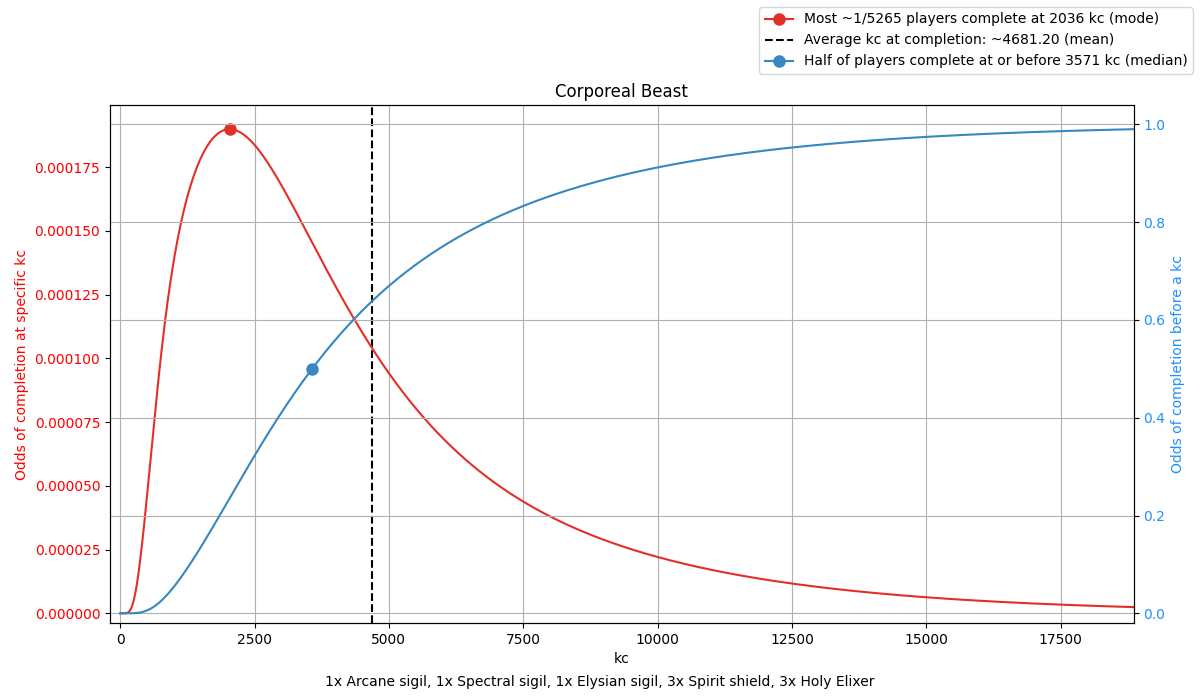 Most ~1/5265 players complete at 2036 kc (mode)
Average kc at completion: ~4681.20 (mean)
Half of players complete at or before 3571 kc (median)
Corporeal Beast
Odds of completion at specific kc
0.000175
0.000150
0.000125
0.000100
0.000075
0.000050
0.000025
0.000000
1.0
0.8
0.6
0.4
0.2
0.0
Odds of completion before a kc
0 2500 5000 7500 10000 12500 15000 17500
kc
1x Arcane sigil, 1x Spectral sigil, 1x Elysian sigil, 3x Spirit shield, 3x Holy Elixer